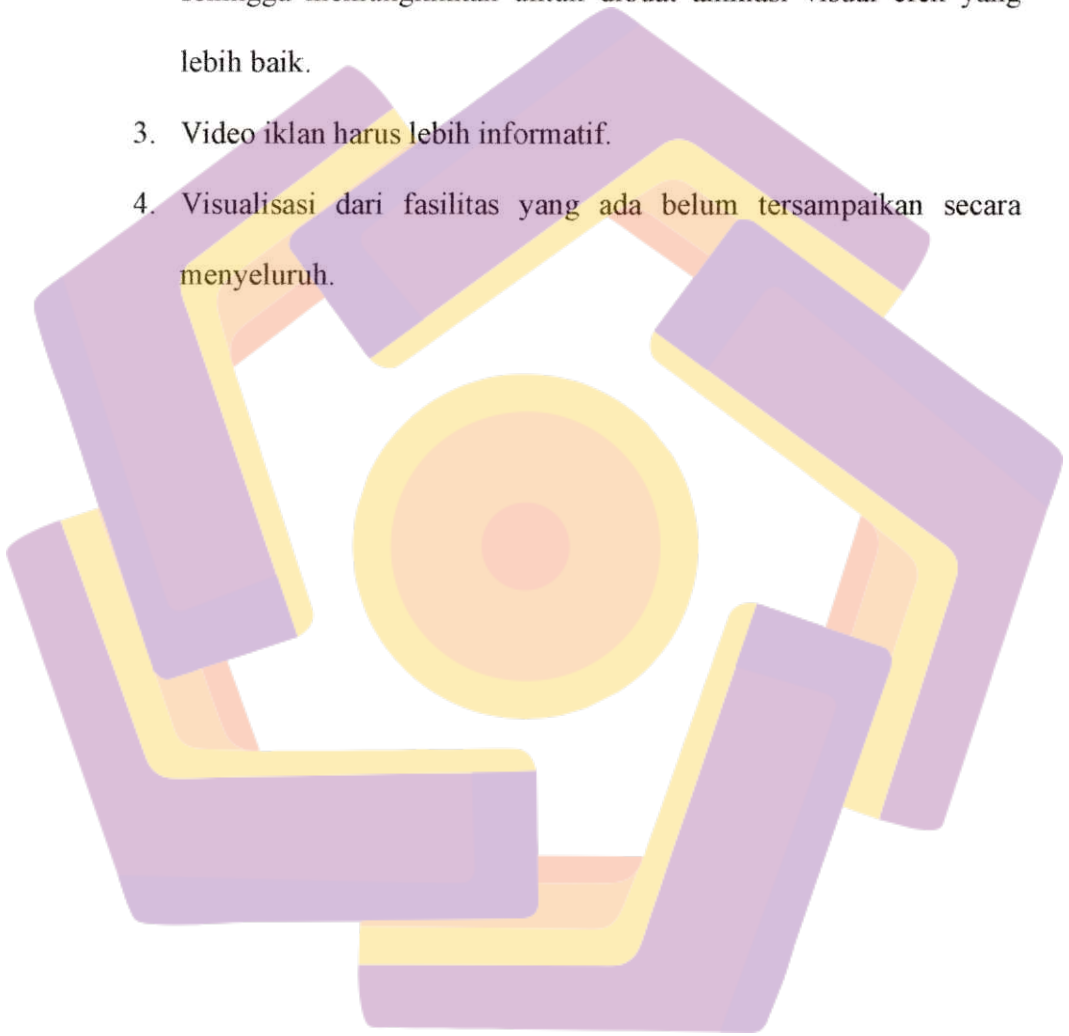 lebih baik.
3. Video iklan harus lebih informatif.
4. Visualisasi dari fasilitas yang ada belum tersampaikan secara
menyeluruh.